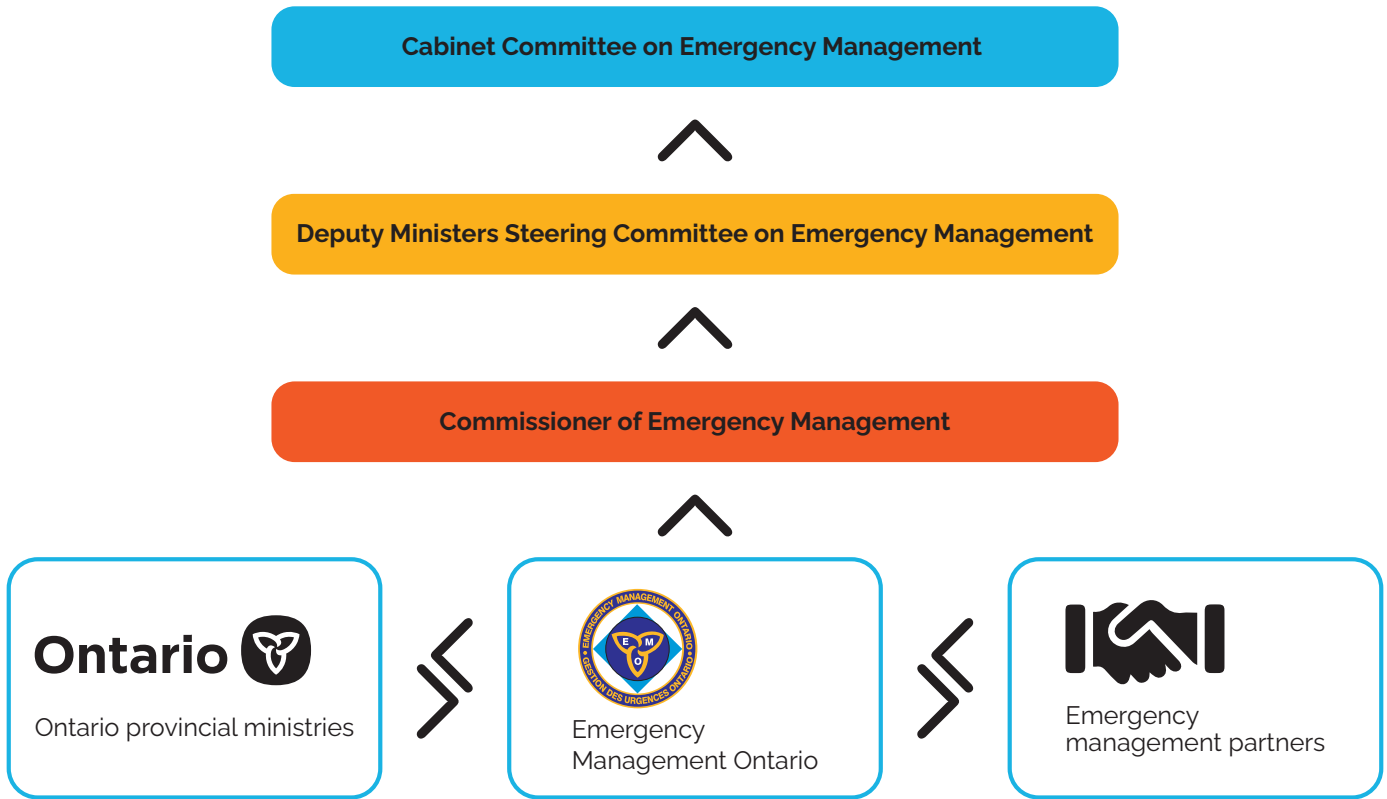 Cabinet Committee on Emergency Management
Deputy Ministers Steering Committee on Emergency Management
Commissioner of Emergency Management
Ontario
Ontario provincial ministries
EMERGENCY MANAGEMENT ONTARIO
E M
O
GESTION DES URGENCES ONTARIO
Emergency
Management Ontario
Emergency
management partners